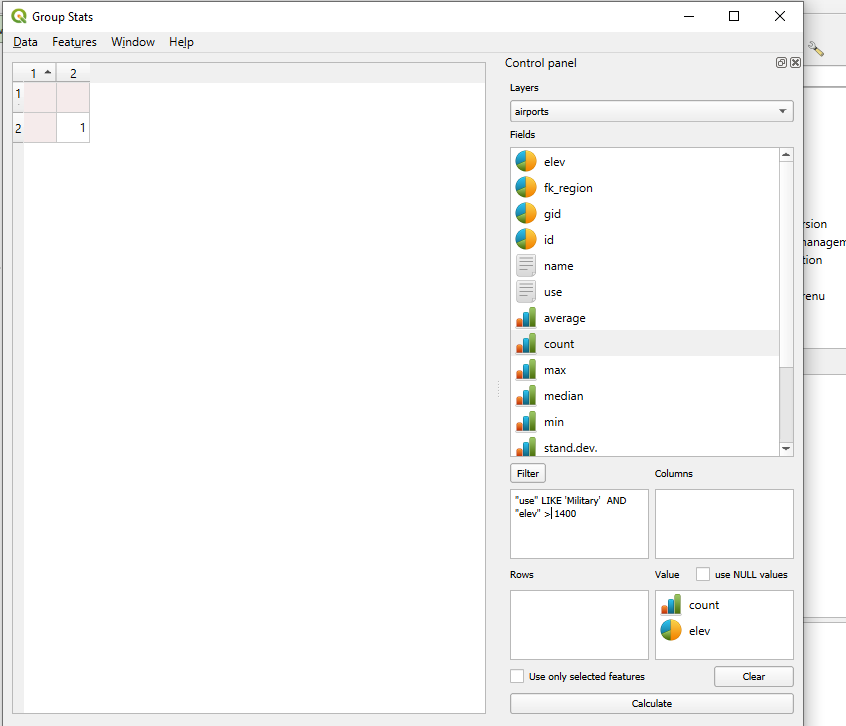 Group Stats
Data Features Window Help
1 2
1
2 1
Control panel
Layers
airports
Fields
elev
fk_region
gid
id
name
use
average
count
max
median
min
stand.dev.
Filter
Columns
"use" LIKE 'Military' AND
"elev" > 1400
Rows
Value use NULL values
count
elev
Use only selected features
Clear
Calculate
rsion
anagem
tion
enu